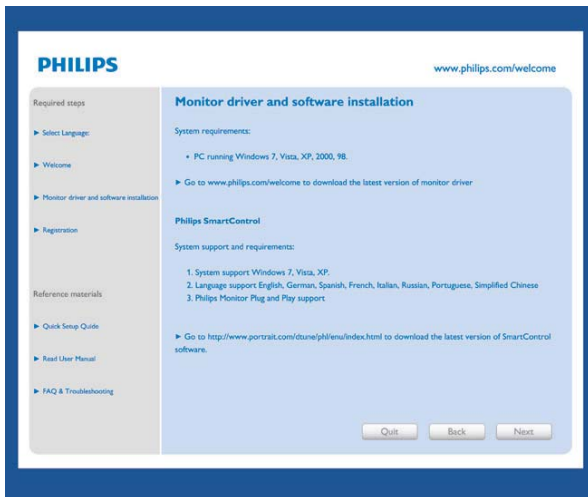 PHILIPS
www.philips.com/welcome
Required steps
► Select Language:
► Welcome
► Monitor driver and software installation
► Registration
Reference materials
► Quick Setup Quide
► Read User Manual
► FAQ & Troubleshooting
Monitor driver and software installation
System requirements:
• PC running Windows 7, Vista, XP, 2000, 98.
► Go to www.philips.com/welcome to download the latest version of monitor driver
Philips SmartControl
System support and requirements:
1. System support Windows 7, Vista, XP.
2. Language support English, German, Spanish, French, Italian, Russian, Portuguese, Simplified Chinese
3. Philips Monitor Plug and Play support
► Go to http://www.portrait.com/dtune/phl/enu/index.html to download the latest version of SmartControl
software.
Quit
Back
Next